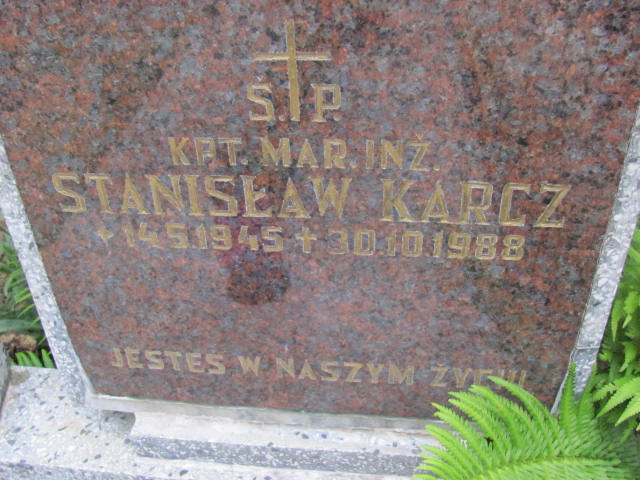 Ś.P.
KPT. MAR. INŻ.
STANISŁAW KARCZ
+ 14.5.1945 + 30.10.1988
JESTEŚ W NASZYM ŻYCIU